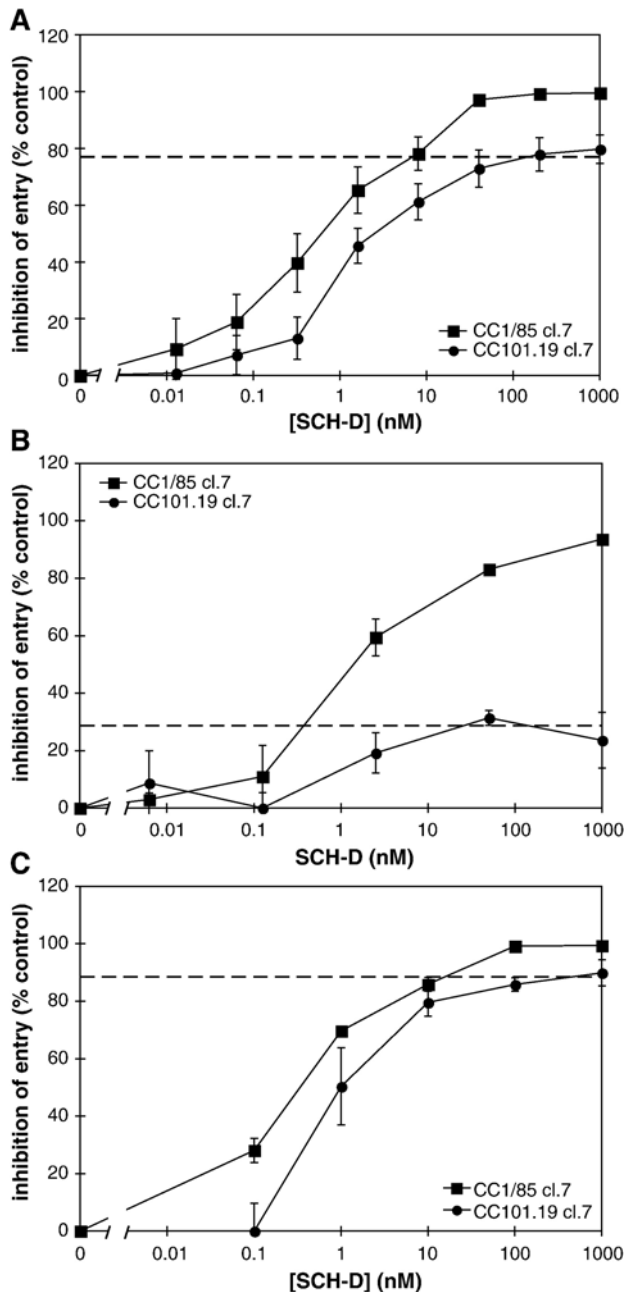 A
inhibition of entry (% control)
120
100
80
60
40
20
0
CC1/85 cl.7
CC101.19 cl.7
0 0.01 0.1 1 10 100 1000
[SCH-D] (nM)
B
inhibition of entry (% control)
120
100
80
60
40
20
0
CC1/85 cl.7
CC101.19 cl.7
0 0.01 0.1 1 10 100 1000
SCH-D (nM)
C
inhibition of entry (% control)
120
100
80
60
40
20
0
CC1/85 cl.7
CC101.19 cl.7
0 0.01 0.1 1 10 100 1000
[SCH-D] (nM)